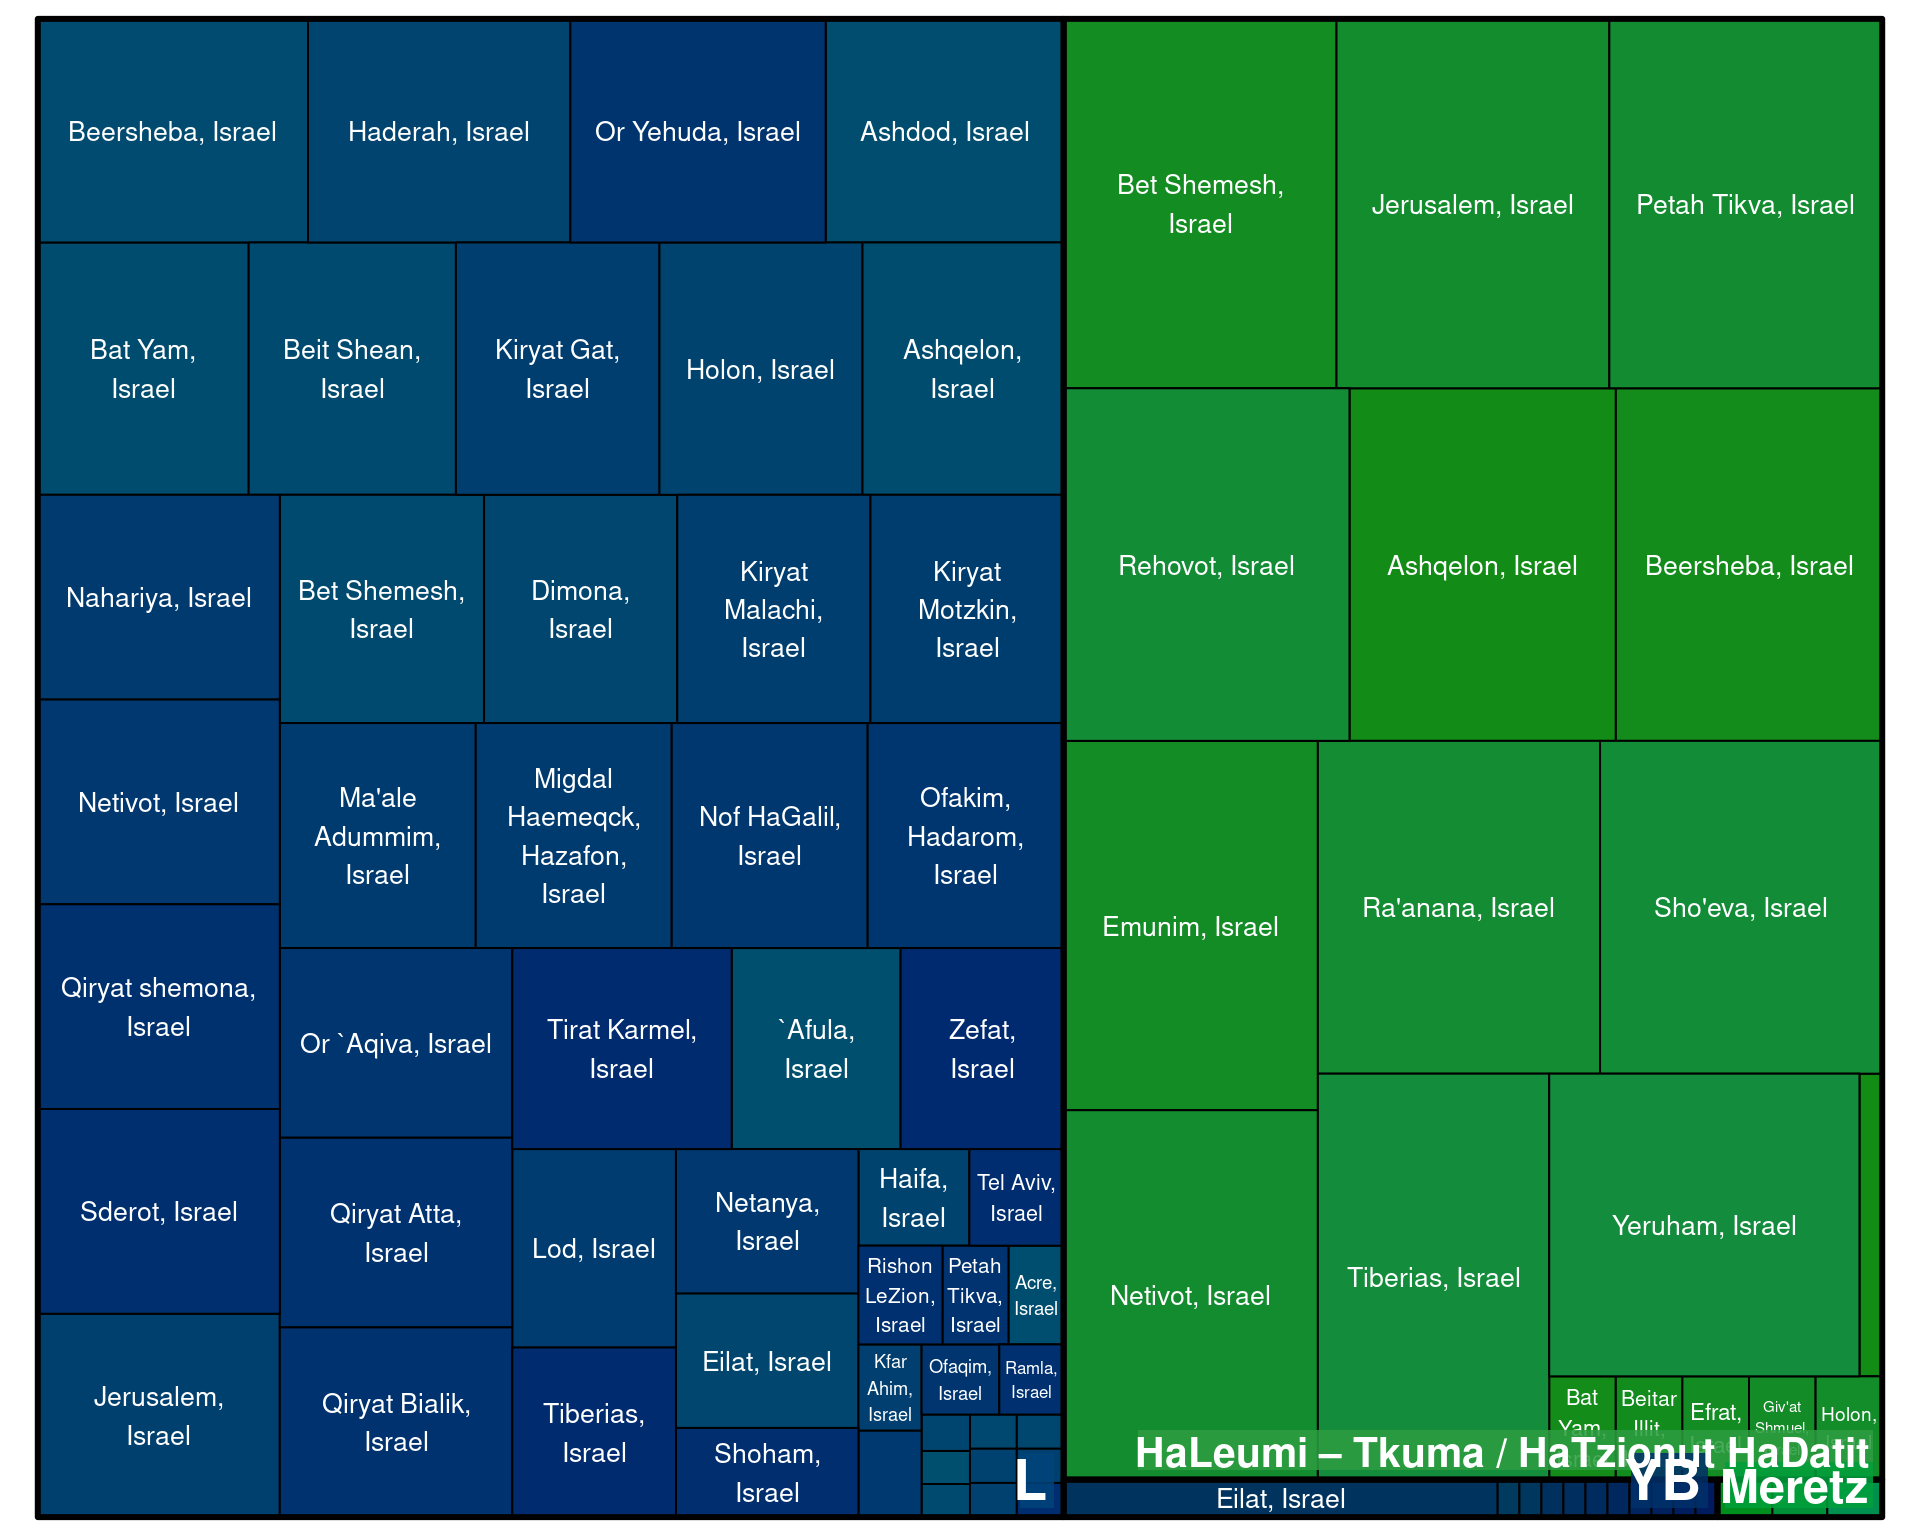 Beersheba, Israel
Haderah, Israel
Or Yehuda, Israel
Ashdod, Israel
Bat Yam,
Israel
Beit Shean,
Israel
Kiryat Gat,
Israel
Holon, Israel
Ashqelon,
Israel
Nahariya, Israel
Bet Shemesh,
Israel
Dimona,
Israel
Kiryat
Malachi,
Israel
Kiryat
Motzkin,
Israel
Netivot, Israel
Ma'ale
Adummim,
Israel
Migdal
Haemeqck,
Hazafon,
Israel
Nof HaGalil,
Israel
Ofakim,
Hadarom,
Israel
Qiryat shemona,
Israel
Or `Aqiva, Israel
Tirat Karmel,
Israel
`Afula,
Israel
Zefat,
Israel
Sderot, Israel
Qiryat Atta,
Israel
Lod, Israel
Netanya,
Israel
Haifa,
Israel
Tel Aviv,
Israel
Rishon
LeZion,
Israel
Petah
Tikva,
Israel
Acre,
Israel
Jerusalem,
Israel
Qiryat Bialik,
Israel
Tiberias,
Israel
Eilat, Israel
Shoham,
Israel
Kfar
Ahim,
Israel
Ofaqim,
Israel
Ramla,
Israel
L
Bet Shemesh,
Israel
Jerusalem, Israel
Petah Tikva, Israel
Rehovot, Israel
Ashqelon, Israel
Beersheba, Israel
Emunim, Israel
Ra'anana, Israel
Sho'eva, Israel
Netivot, Israel
Tiberias, Israel
Yeruham, Israel
Bat
Yam,
Beitar
Illit,
Efrat,
Giv'at
Shmuel,
Holon,
HaLeumi – Tkuma / HaTzionut HaDatit
Eilat, Israel
YB
Meretz